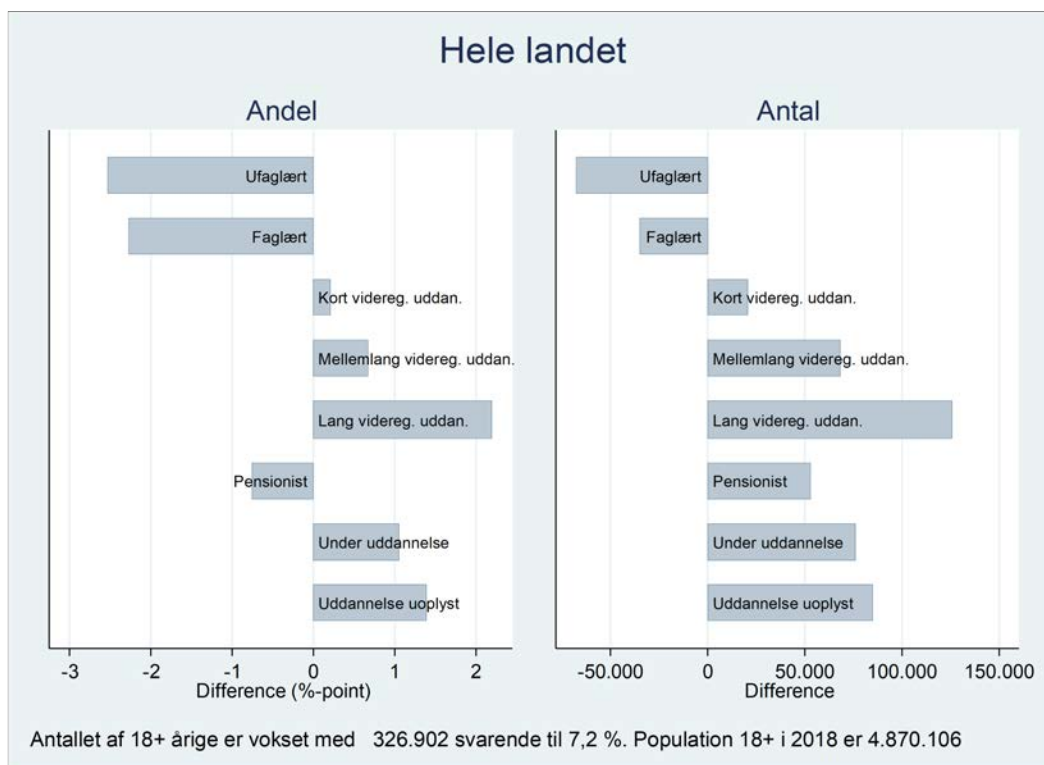 Hele landet
Andel
Ufaglært
Faglært
Kort videreg. uddan.
Mellemlang videreg. uddan.
Lang videreg. uddan.
Pensionist
Under uddannelse
Uddannelse uoplyst
-3 -2 -1 0 1 2
Difference (%-point)
Antal
Ufaglært
Faglært
Kort videreg. uddan.
Mellemlang videreg. uddan.
Lang videreg. uddan.
Pensionist
Under uddannelse
Uddannelse uoplyst
-50.000 0 50.000 100.000 150.000
Difference
Antallet af 18+ årige er vokset med 326.902 svarende til 7,2 %. Population 18+ i 2018 er 4.870.106